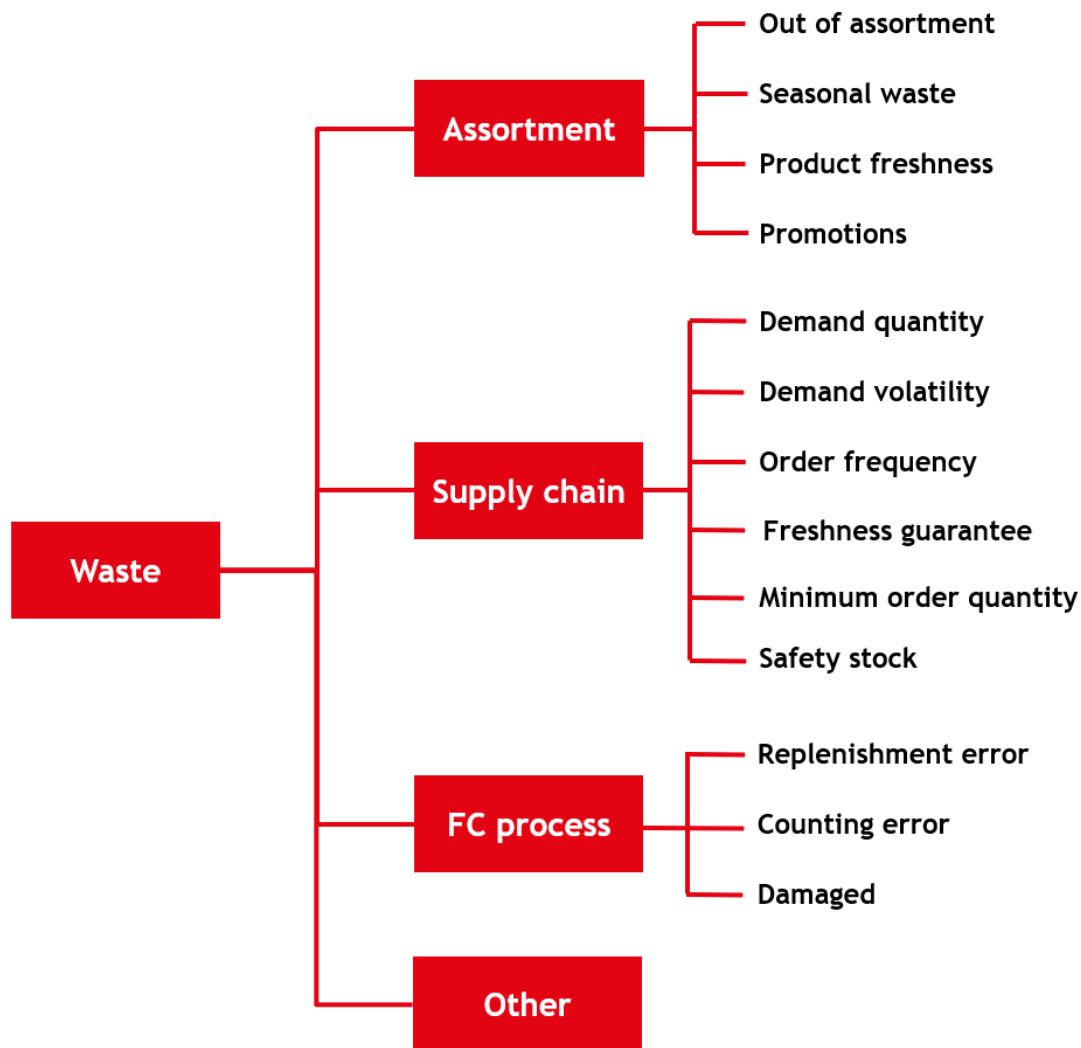 Waste
Assortment
Out of assortment
Seasonal waste
Product freshness
Promotions
Supply chain
Demand quantity
Demand volatility
Order frequency
Freshness guarantee
Minimum order quantity
Safety stock
FC process
Replenishment error
Counting error
Damaged
Other